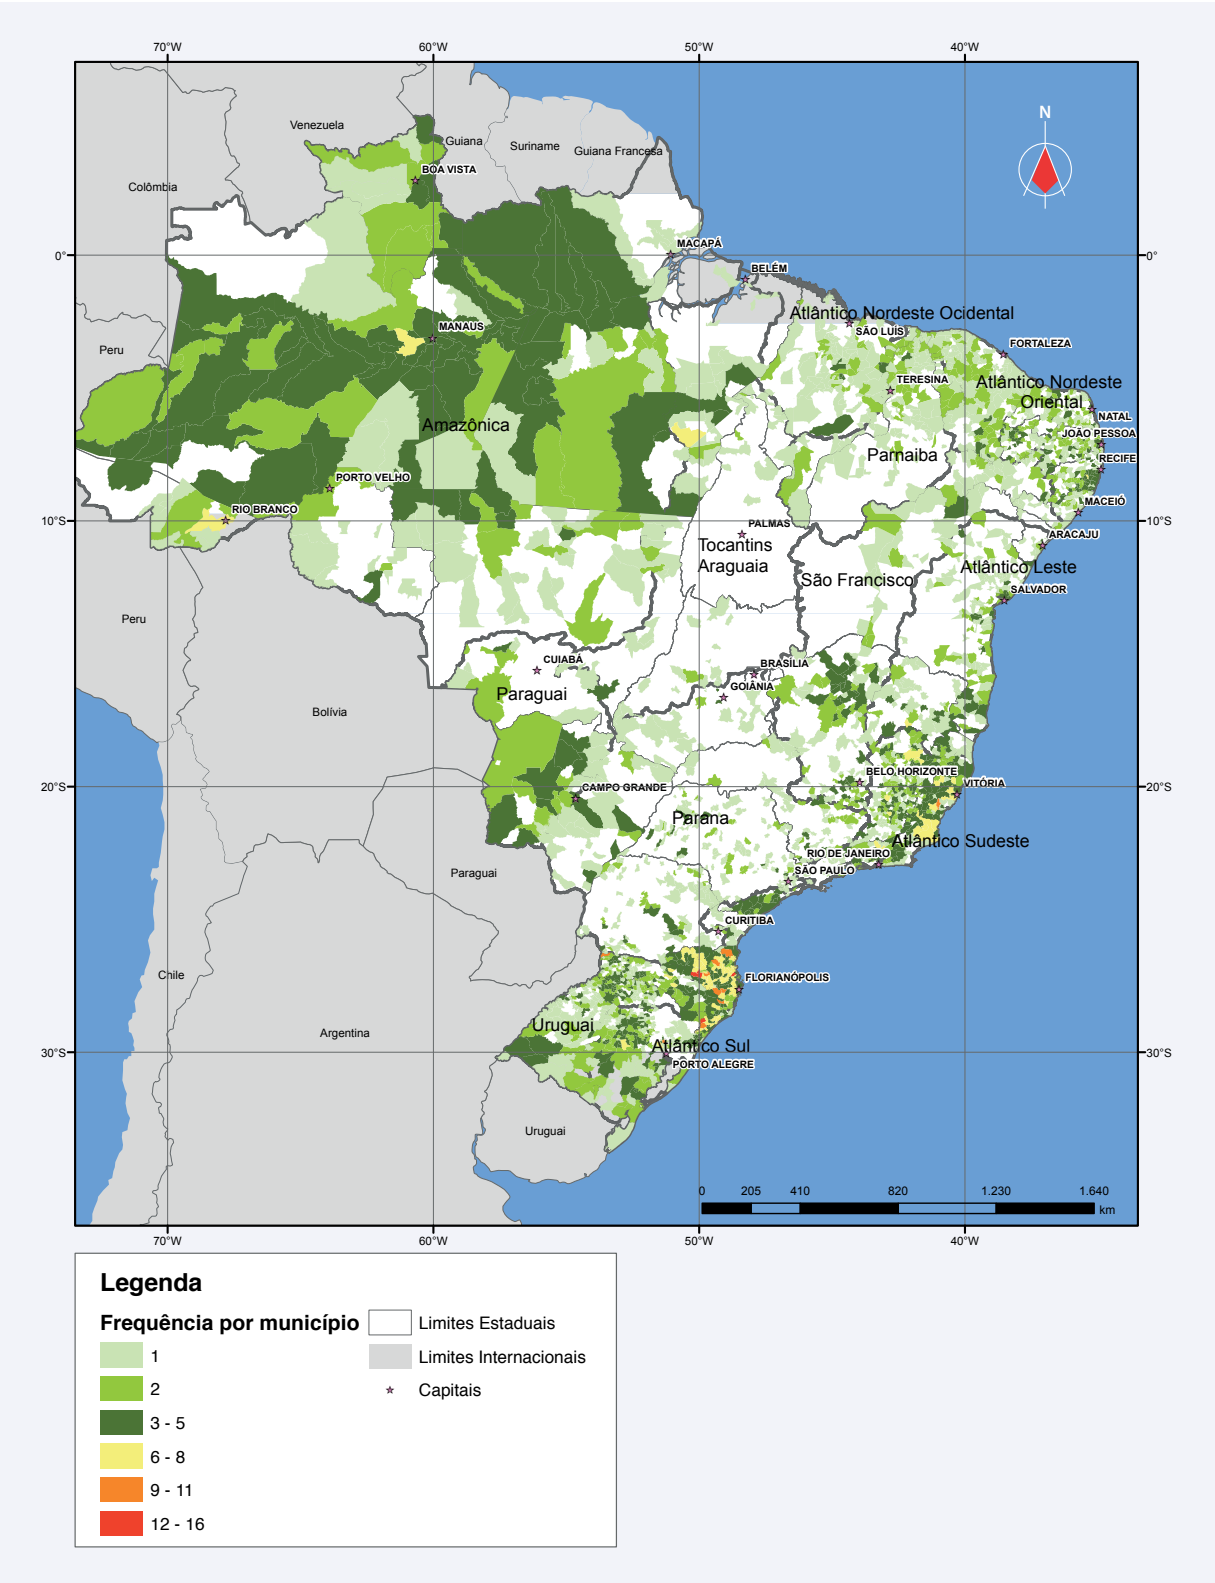 70°W 60°W 50°W 40°W
N
Venezuela
Guiana
Suriname
Guiana Francesa
BOA VISTA
Colômbia
MACAPÁ
0°
0°
BELÉM
Atlântico Nordeste Ocidental
SÃO LUÍS
MANAUS
FORTALEZA
Peru
TERESINA
Atlântico Nordeste
Oriental
NATAL
Amazônica
JOÃO PESSOA
Parnaiba
RECIFE
PORTO VELHO
MACEIÓ
RIO BRANCO
10°S
10°S
PALMAS
ARACAJU
Tocantins
Araguaia
Atlântico Leste
São Francisco
SALVADOR
Peru
CUIABÁ
BRASÍLIA
GOIÂNIA
Paraguai
Bolívia
BELO HORIZONTE
VITÓRIA
20°S
20°S
CAMPO GRANDE
Parana
Atlântico Sudeste
RIO DE JANEIRO
SÃO PAULO
Paraguai
CURITIBA
Chile
FLORIANÓPOLIS
Uruguai
Argentina
Atlântico Sul
30°S
30°S
PORTO ALEGRE
Uruguai
0 205 410 820 1.230 1.640
km
70°W 60°W 50°W 40°W
Legenda
Frequência por município
1
2
3 - 5
6 - 8
9 - 11
12 - 16
Limites Estaduais
Limites Internacionais
Capitais